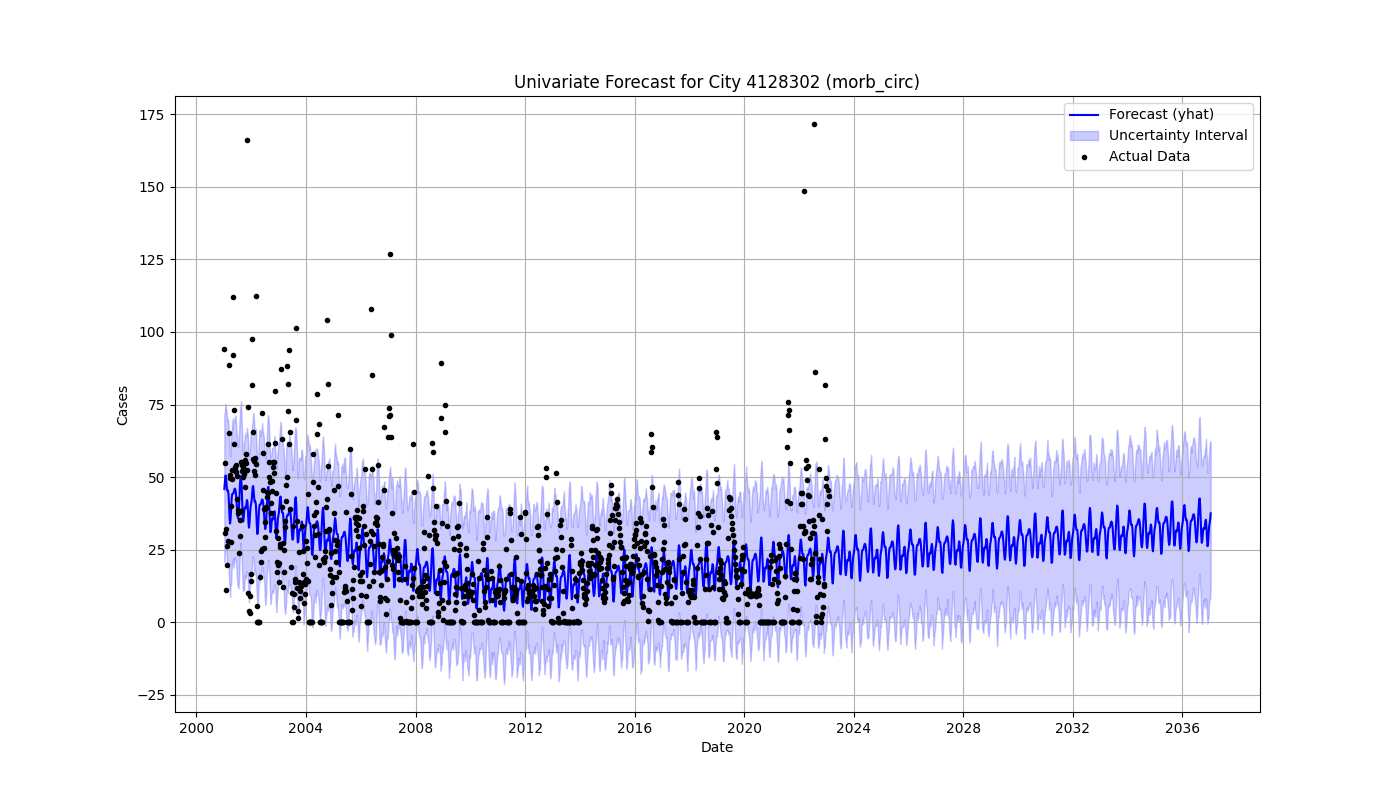 Univariate Forecast for City 4128302 (morb_circ)
Forecast (yhat)
Uncertainty Interval
Actual Data
Cases
175
150
125
100
75
50
25
0
−25
2000 2004 2008 2012 2016 2020 2024 2028 2032 2036
Date